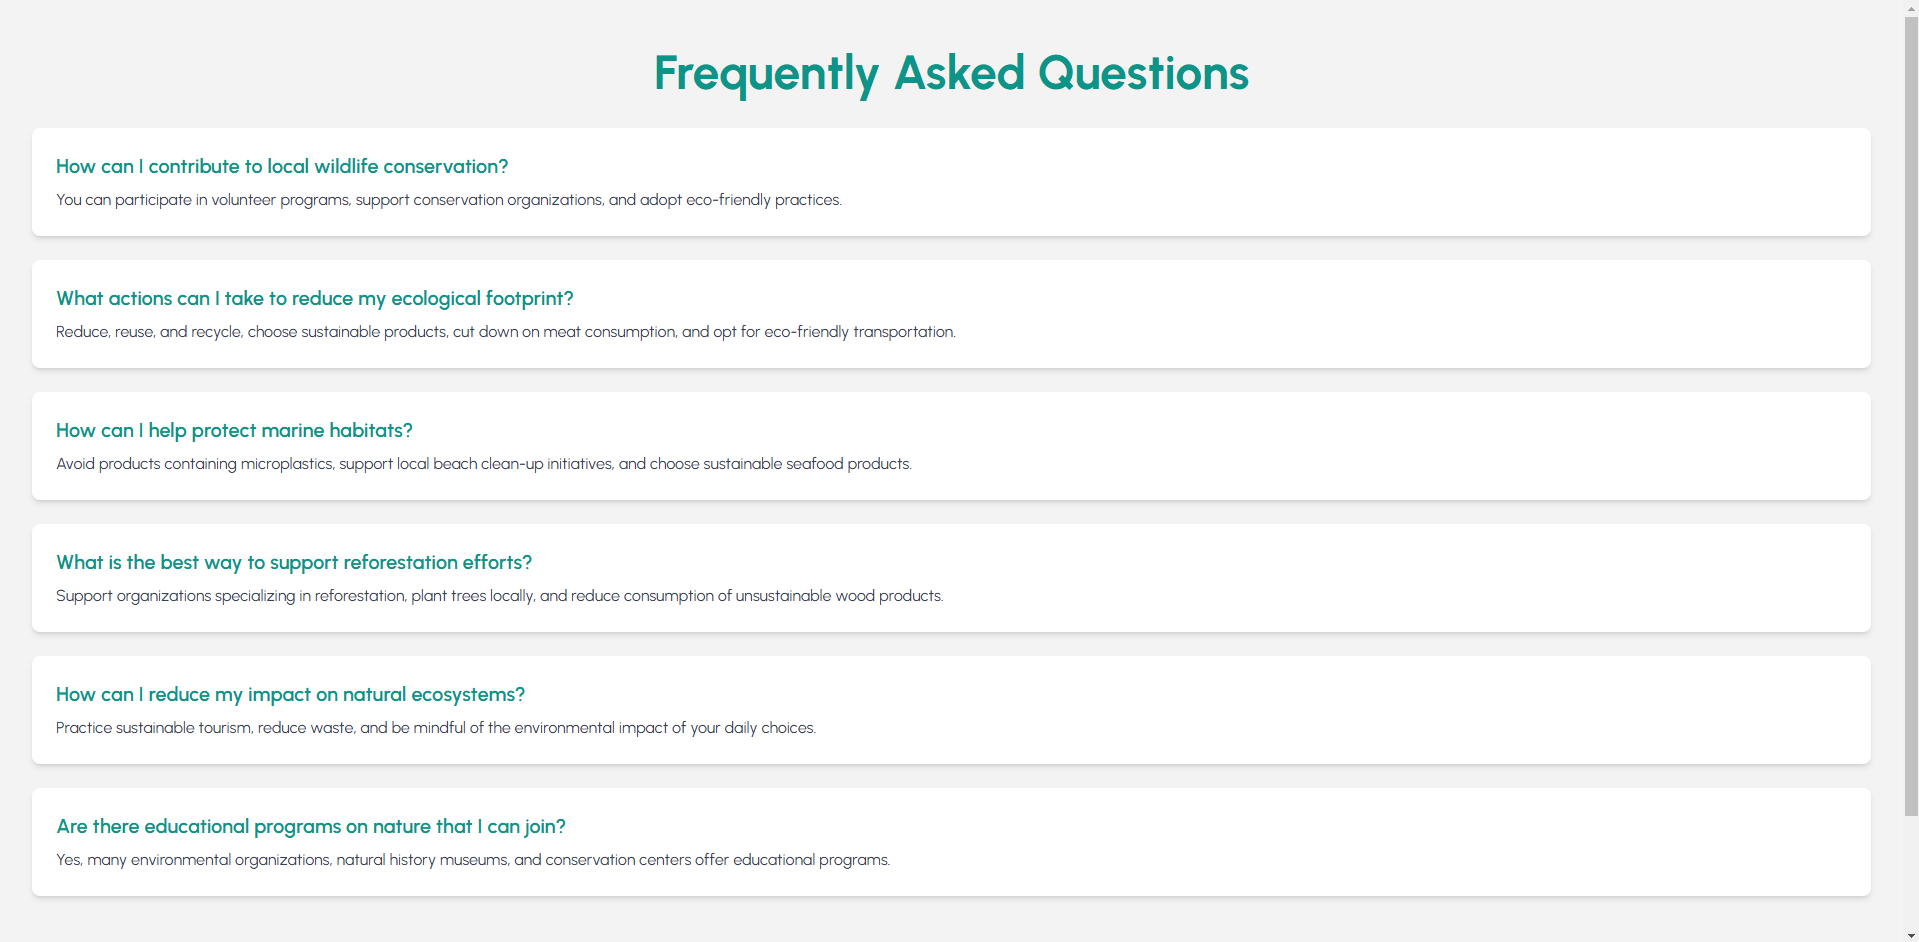 Frequently Asked Questions
How can I contribute to local wildlife conservation?
You can participate in volunteer programs, support conservation organizations, and adopt eco-friendly practices.
What actions can I take to reduce my ecological footprint?
Reduce, reuse, and recycle, choose sustainable products, cut down on meat consumption, and opt for eco-friendly transportation.
How can I help protect marine habitats?
Avoid products containing microplastics, support local beach clean-up initiatives, and choose sustainable seafood products.
What is the best way to support reforestation efforts?
Support organizations specializing in reforestation, plant trees locally, and reduce consumption of unsustainable wood products.
How can I reduce my impact on natural ecosystems?
Practice sustainable tourism, reduce waste, and be mindful of the environmental impact of your daily choices.
Are there educational programs on nature that I can join?
Yes, many environmental organizations, natural history museums, and conservation centers offer educational programs.